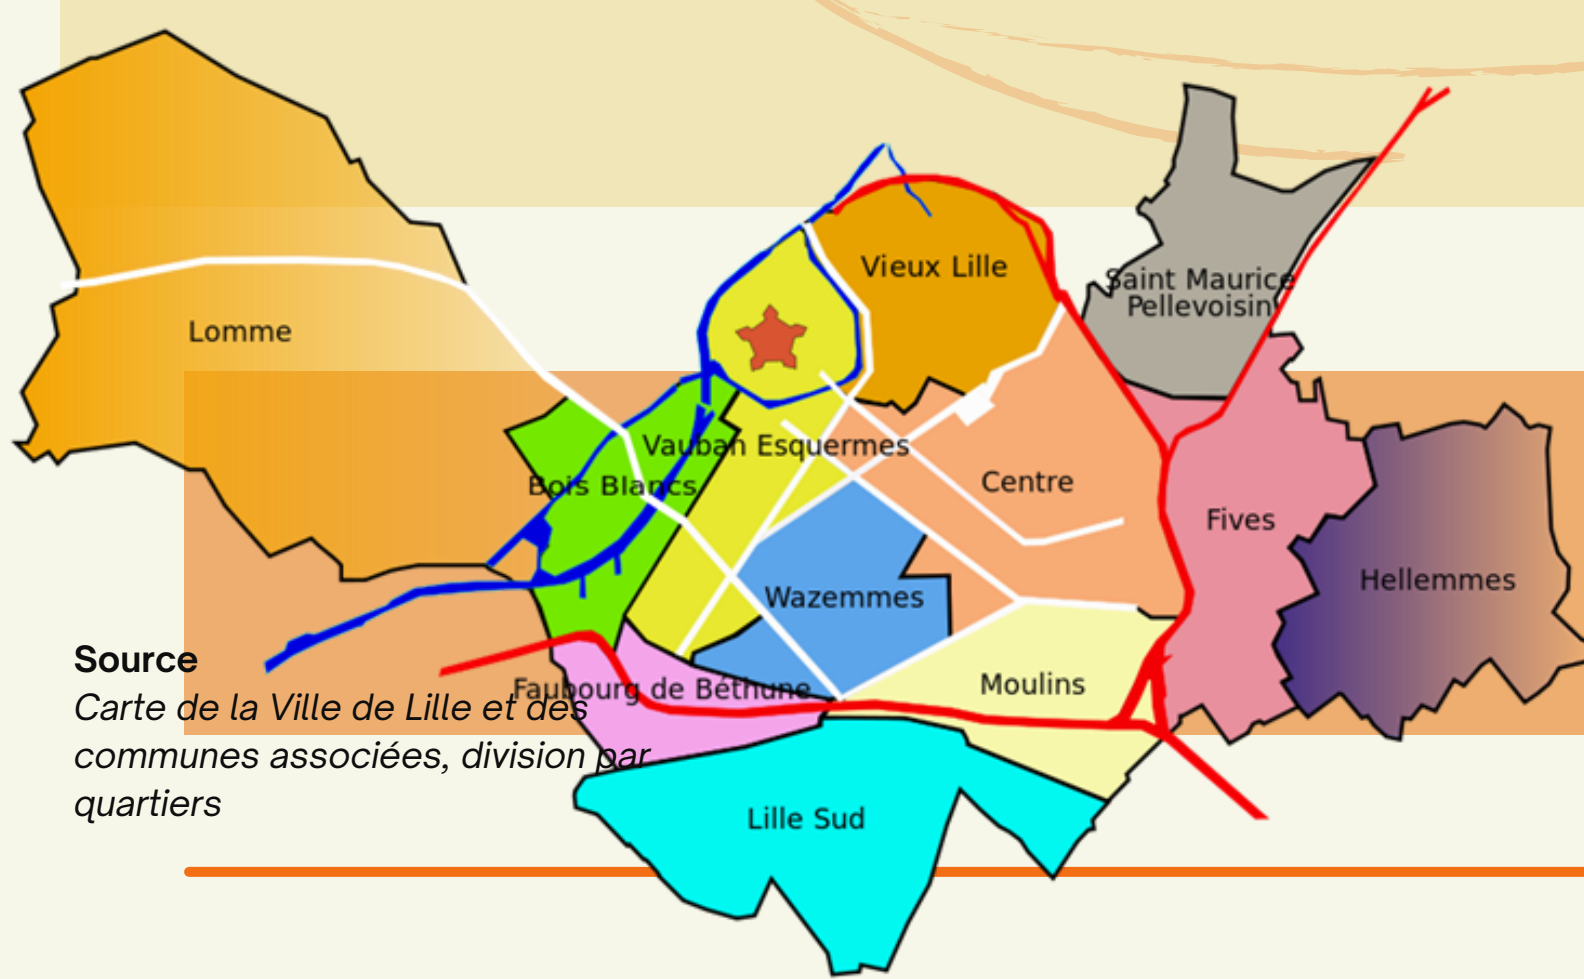 Vieux Lille
Saint Maurice
Pellevoisin
Lomme
Vauban Esquermes
Bois Blancs
Centre
Fives
Hellemmes
Wazemmes
Moulins
Faubourg de Béthune
Lille Sud
Source
Carte de la Ville de Lille et des
communes associées, division par
quartiers